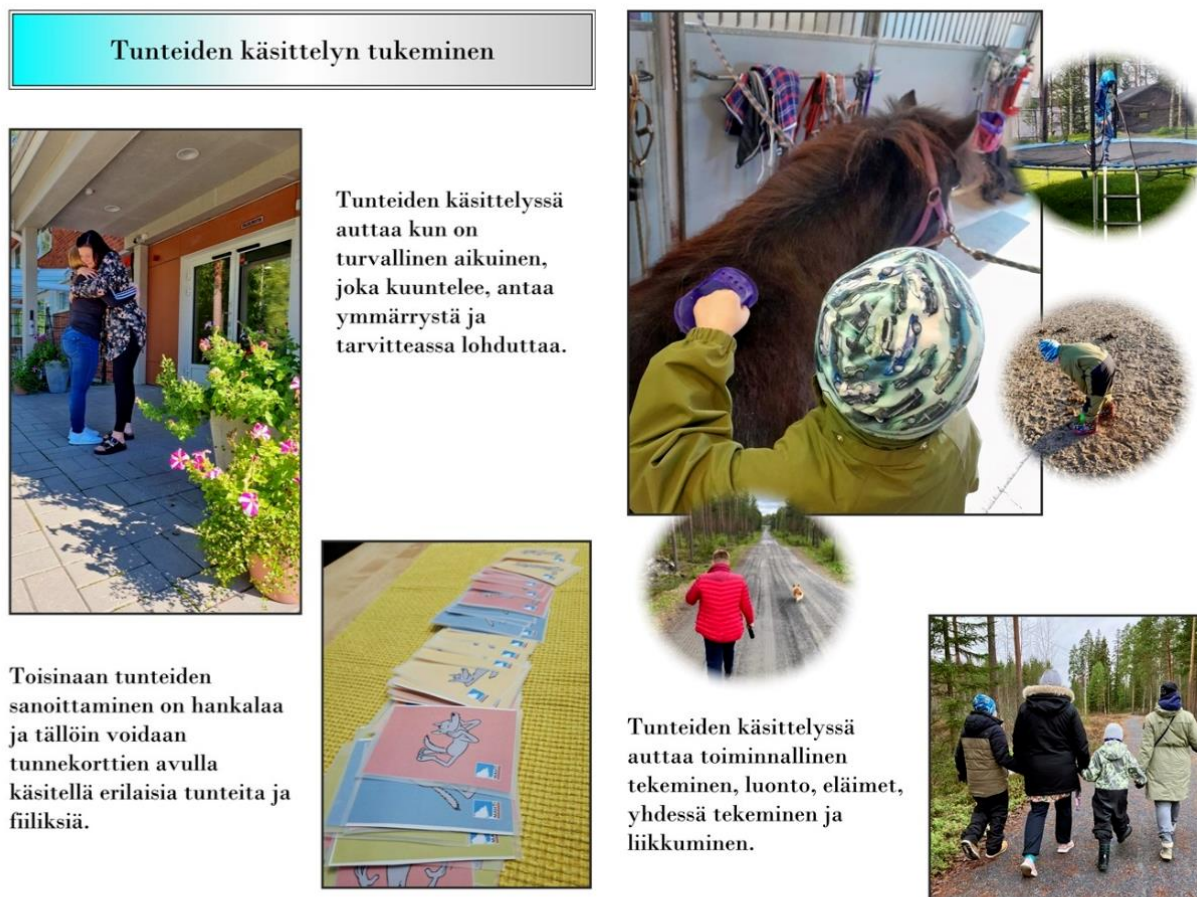 Tunteiden käsittelyn tukeminen
Tunteiden käsittelyssä
auttaa kun on
turvallinen aikuinen,
joka kuuntelee, antaa
ymmärrystä ja
tarvitteassa lohduttaa.
Toisinaan tunteiden
sanoittaminen on hankalaa
ja tällöin voidaan
tunnekorttien avulla
käsitellä erilaisia tunteita ja
fiiliksiä.
Tunteiden käsittelyssä
auttaa toiminnallinen
tekeminen, luonto, eläimet,
yhdessä tekeminen ja
liikkuminen.